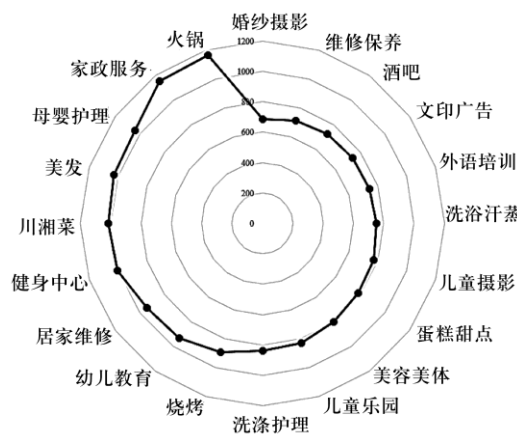 婚纱摄影
维修保养
酒吧
文印广告
外语培训
洗浴汗蒸
儿童摄影
蛋糕甜点
美容美体
儿童乐园
洗涤护理
烧烤
幼儿教育
居家维修
健身中心
川湘菜
美发
母婴护理
家政服务
火锅
1200
1000
800
600
400
200
0